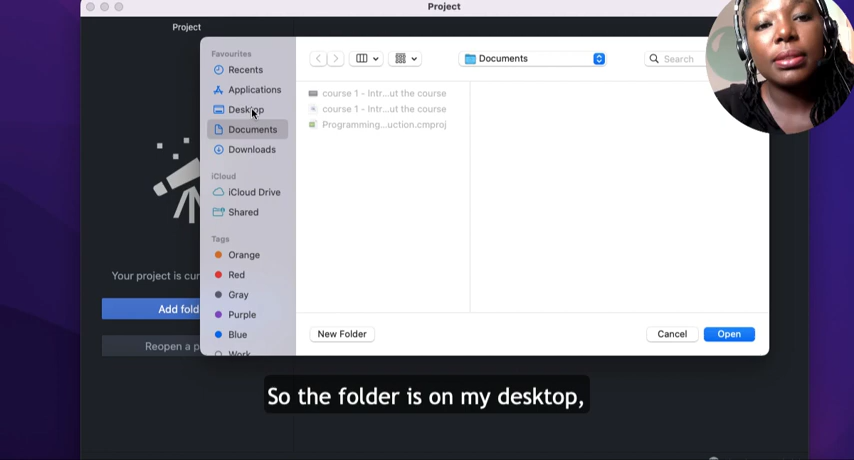 Project
Project
Favourites
Recents
Applications
Desktop
Documents
Downloads
iCloud
iCloud Drive
Shared
Tags
Orange
Red
Gray
Purple
Blue
Work
Documents
Search
course 1 - Intr...ut the course
course 1 - Intr...ut the course
Programming...uction.cmproj
New Folder
Cancel
Open
Your project is cur
Add fold
Reopen a p
So the folder is on my desktop,